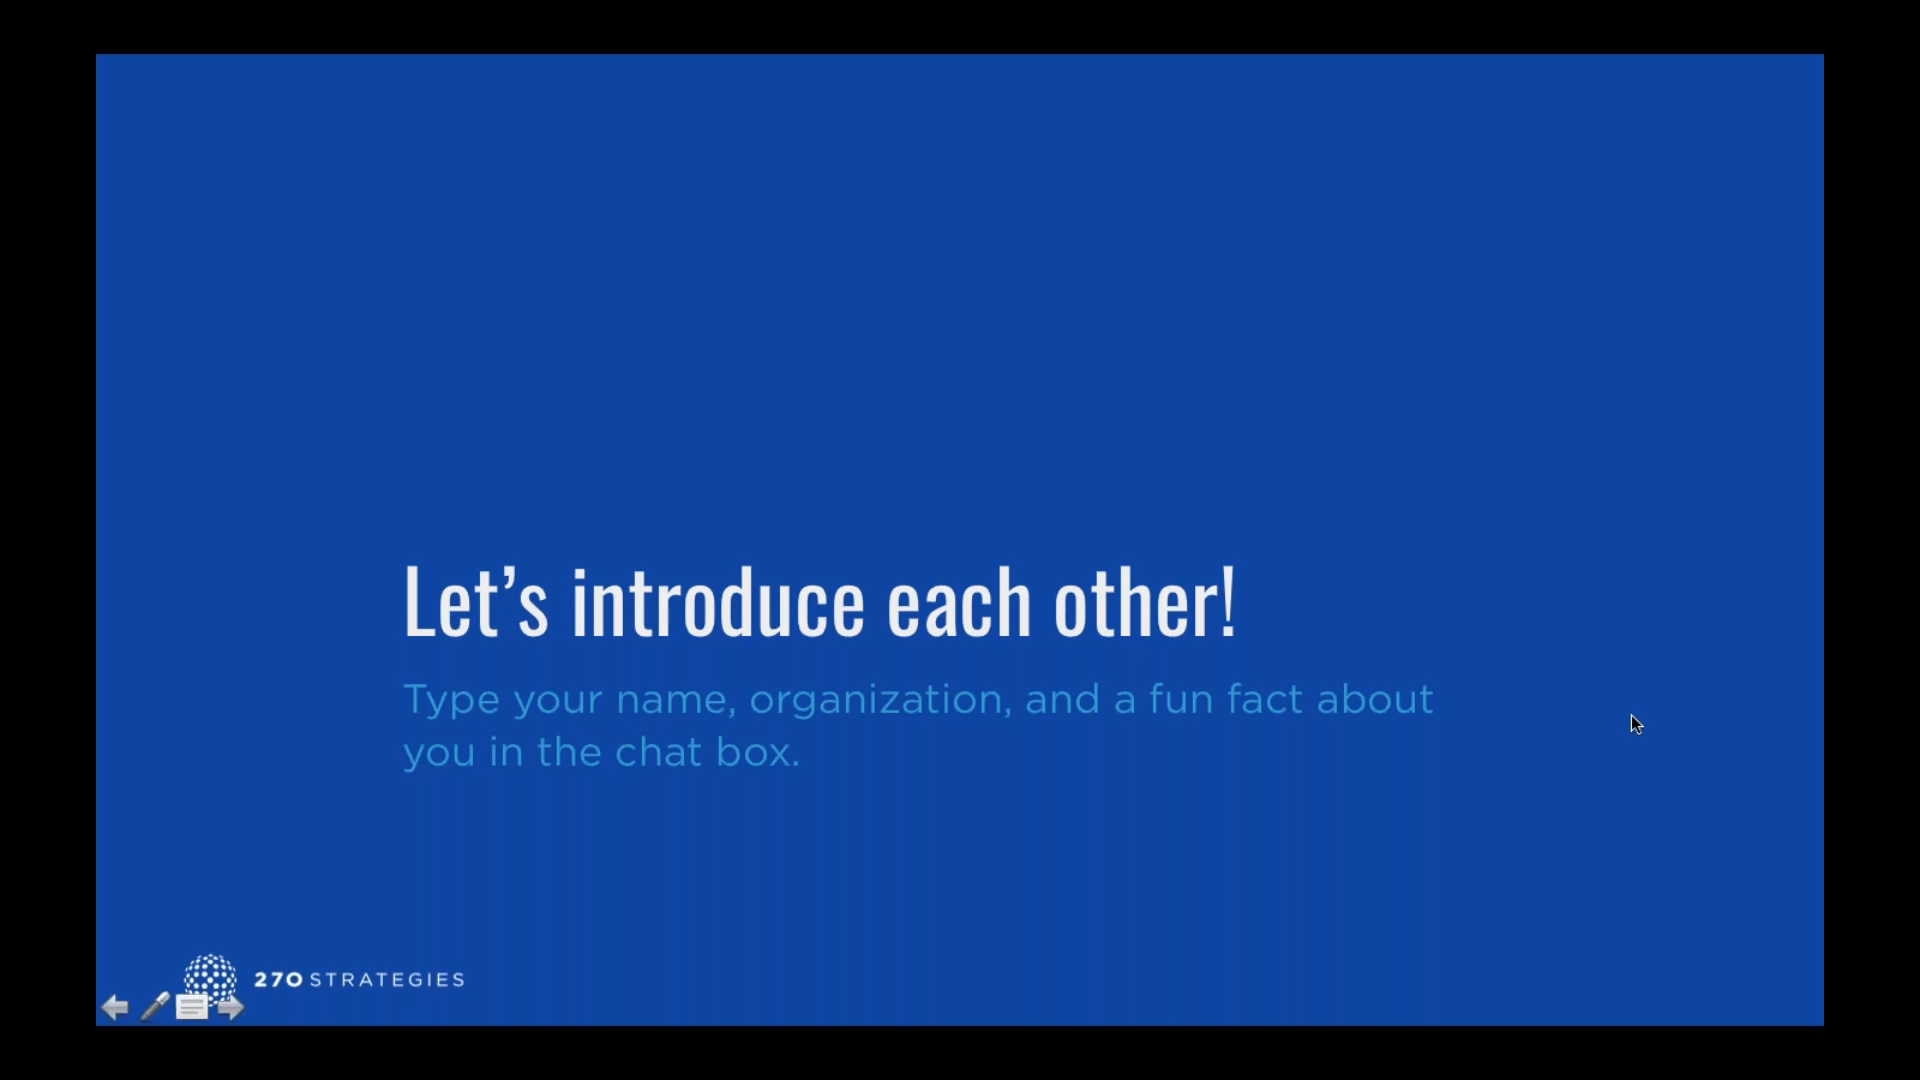 Let’s introduce each other!
Type your name, organization, and a fun fact about
you in the chat box.
270 STRATEGIES